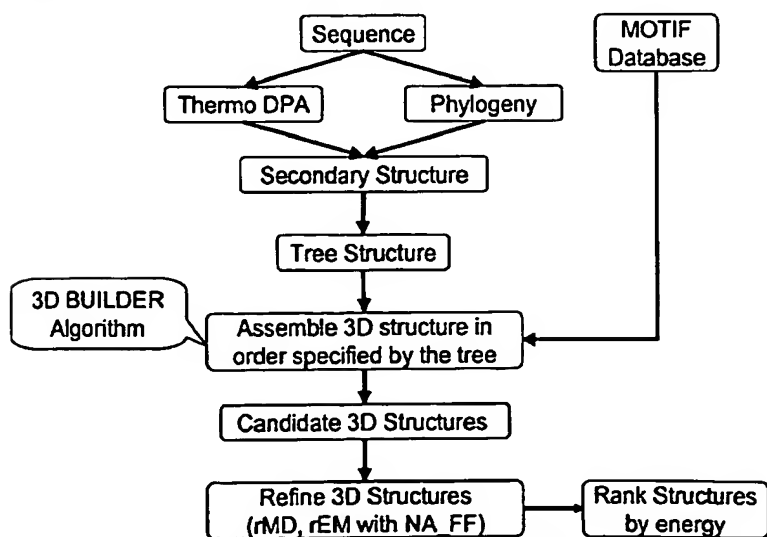 Sequence
MOTIF
Database
Thermo DPA
Phylogeny
Secondary Structure
Tree Structure
3D BUILDER
Algorithm
Assemble 3D structure in
order specified by the tree
Candidate 3D Structures
Refine 3D Structures
(rMD, rEM with NA_FF)
Rank Structures
by energy